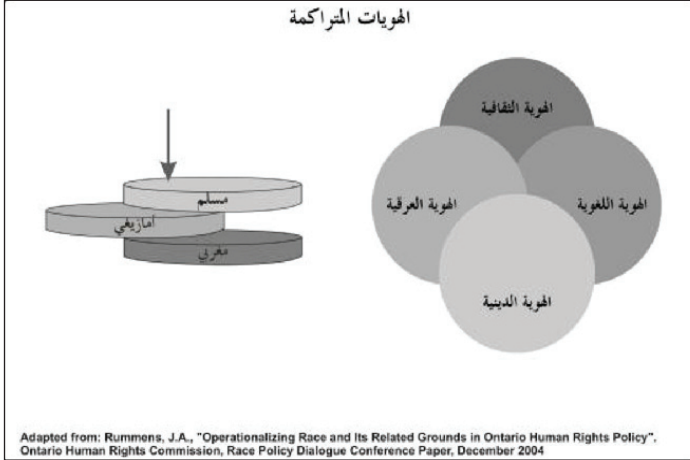 الهويات المتراكمة
الهوية الثقافية
مسلم
الهوية العرقية
الهوية اللغوية
أمازيغي
مغربي
الهوية الدينية
Adapted from: Rummens, J.A., "Operationalizing Race and Its Related Grounds in Ontario Human Rights Policy".
Ontario Human Rights Commission, Race Policy Dialogue Conference Paper, December 2004